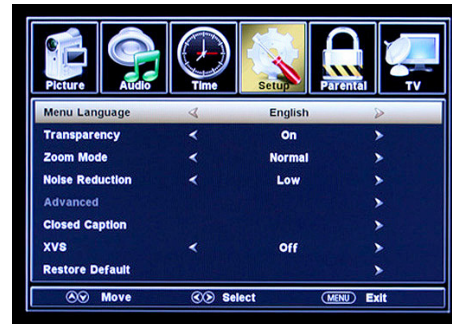 Picture Audio Time Setup Parental TV
Menu Language English
Transparency On
Zoom Mode Normal
Noise Reduction Low
Advanced
Closed Caption
XVS Off
Restore Default
Move Select MENU Exit